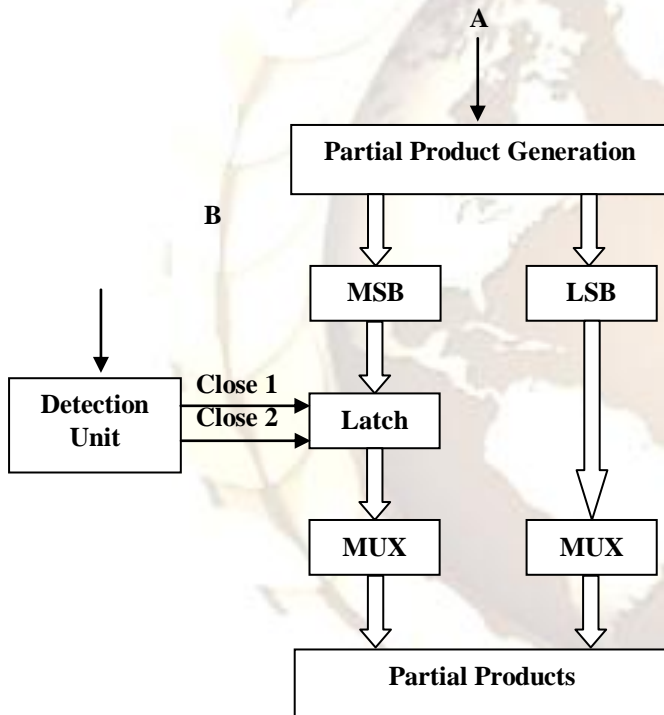 A
Partial Product Generation
B
MSB
LSB
Close 1
Detection
Unit
Close 2
Latch
MUX
MUX
Partial Products